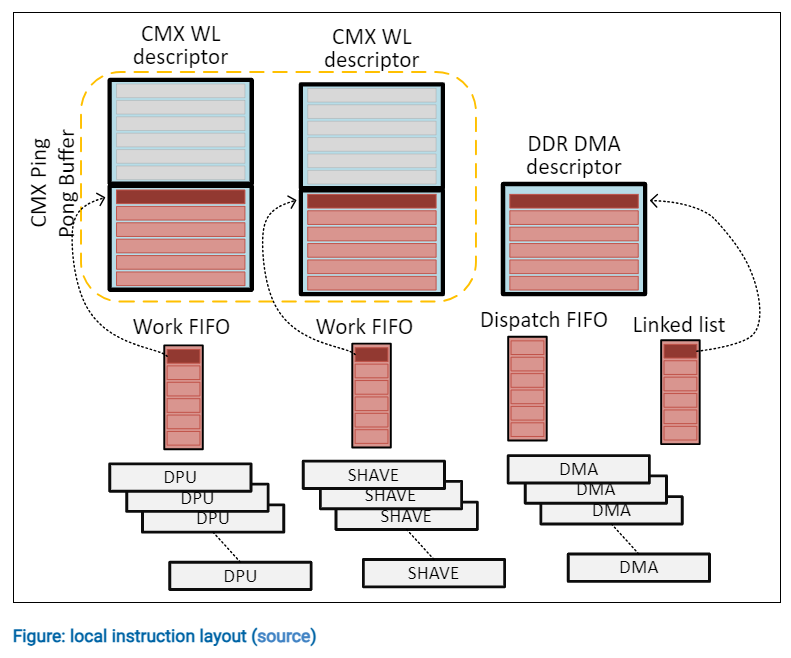 CMX WL
descriptor
CMX WL
descriptor
DDR DMA
descriptor
CMX Ping
Pong Buffer
Work FIFO
Work FIFO
Dispatch FIFO
Linked list
DPU
DPU
DPU
DPU
SHAVE
SHAVE
SHAVE
SHAVE
DMA
DMA
DMA
DMA
Figure: local instruction layout (source)